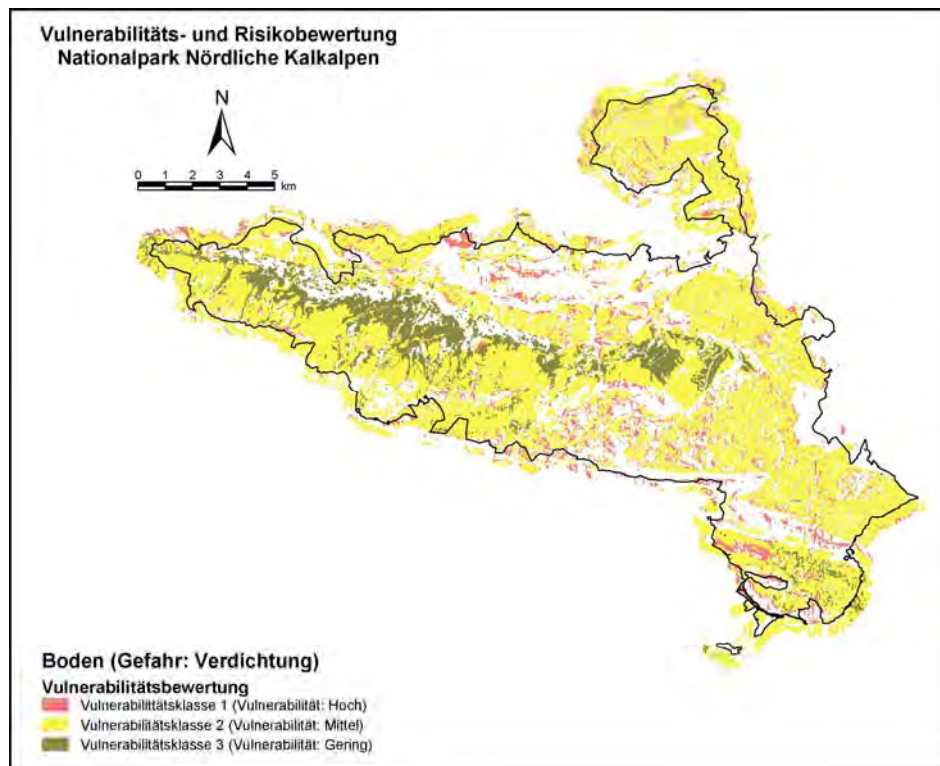 Vulnerabilitäts- und Risikobewertung
Nationalpark Nördliche Kalkalpen
N
0 1 2 3 4 5
km
Boden (Gefahr: Verdichtung)
Vulnerabilitätsbewertung
Vulnerabilittätsklasse 1 (Vulnerabilität: Hoch)
Vulnerabilitätsklasse 2 (Vulnerabilität: Mittel)
Vulnerabilitätsklasse 3 (Vulnerabilität: Gering)